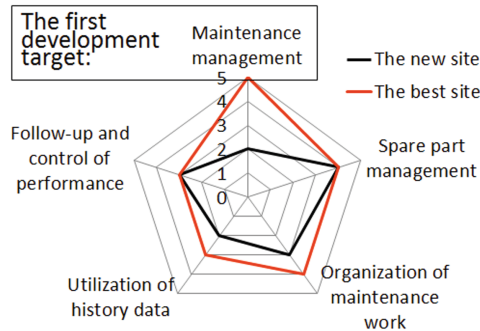 The first
development
target:
Maintenance
management
The new site
The best site
5
4
3
2
1
0
Spare part
management
Organization of
maintenance
work
Utilization of
history data
Follow-up and
control of
performance